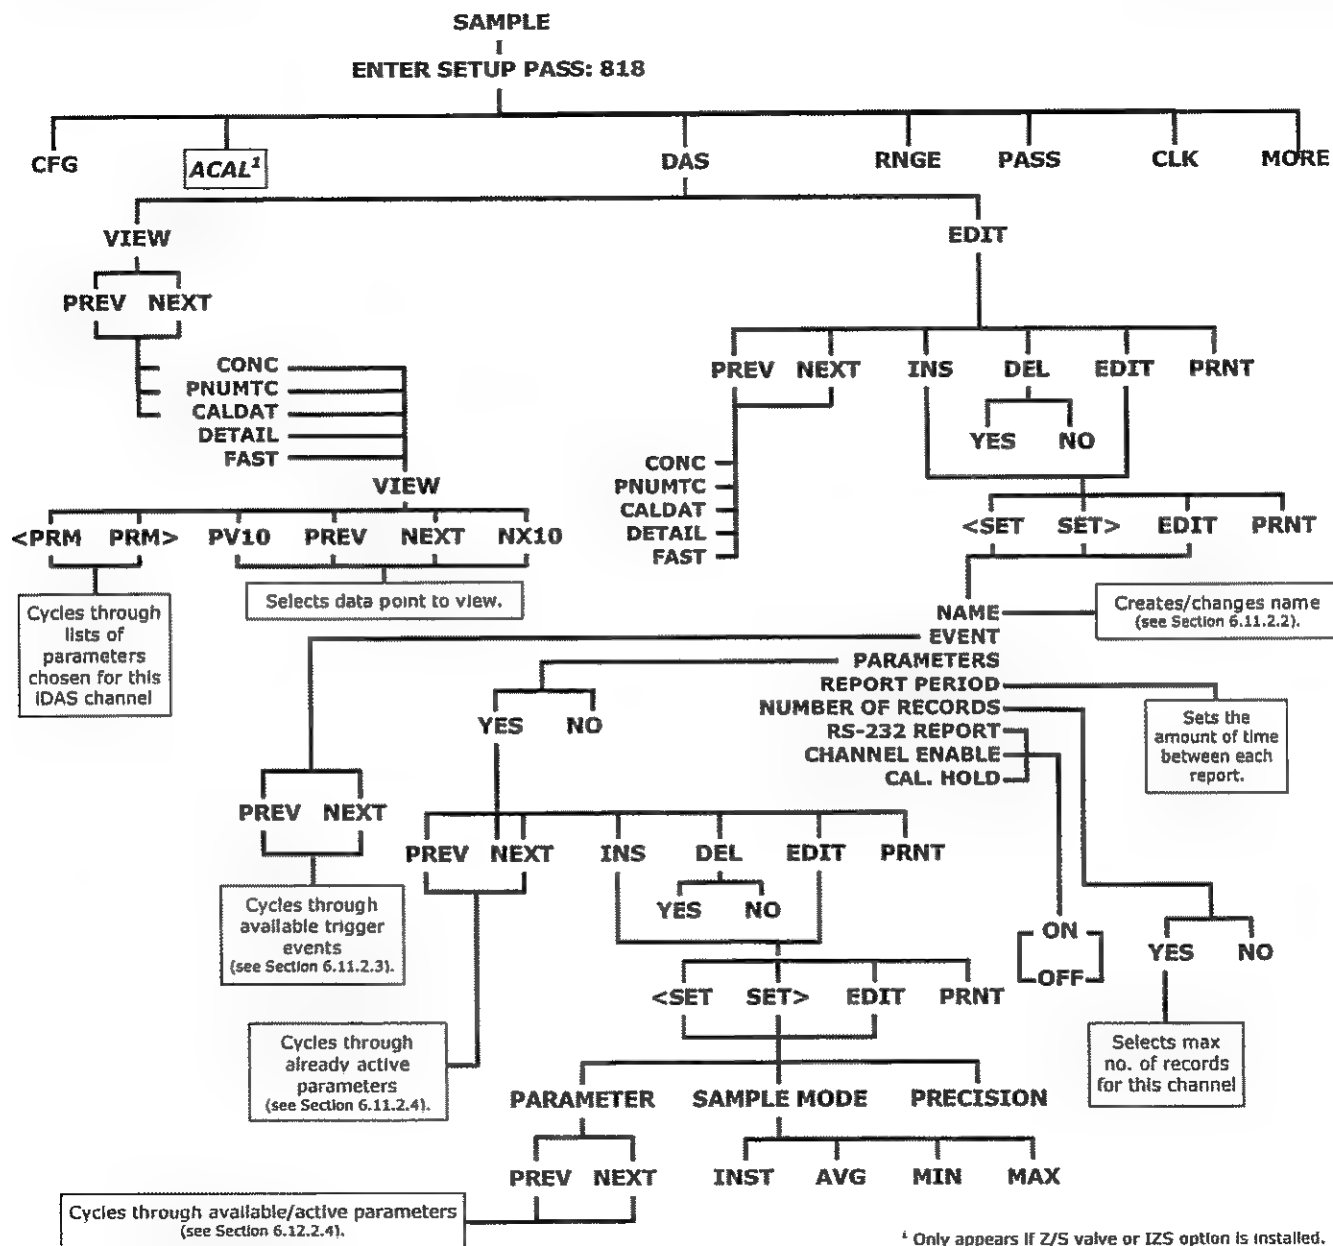 SAMPLE
ENTER SETUP PASS: 818
CFG ACAL¹ DAS RNGE PASS CLK MORE
VIEW EDIT
PREV NEXT
CONC
PNUMTC
CALDAT
DETAIL
FAST
VIEW
<PRM PRM> PV10 PREV NEXT NX10
Cycles through
lists of
parameters
chosen for this
iDAS channel
Selects data point to view.
PREV NEXT INS DEL EDIT PRNT
YES NO
CONC
PNUMTC
CALDAT
DETAIL
FAST
<SET SET> EDIT PRNT
NAME
EVENT
PARAMETERS
REPORT PERIOD
NUMBER OF RECORDS
RS-232 REPORT
CHANNEL ENABLE
CAL. HOLD
Creates/changes name
(see Section 6.11.2.2).
Sets the
amount of time
between each
report.
YES NO
PREV NEXT
Cycles through
available trigger
events
(see Section 6.11.2.3).
PREV NEXT INS DEL EDIT PRNT
YES NO
ON
OFF
YES NO
Selects max
no. of records
for this channel
Cycles through
already active
parameters
(see Section 6.11.2.4).
<SET SET> EDIT PRNT
PARAMETER SAMPLE MODE PRECISION
PREV NEXT INST AVG MIN MAX
Cycles through available/active parameters
(see Section 6.12.2.4).
¹ Only appears if Z/S valve or IZS option is installed.